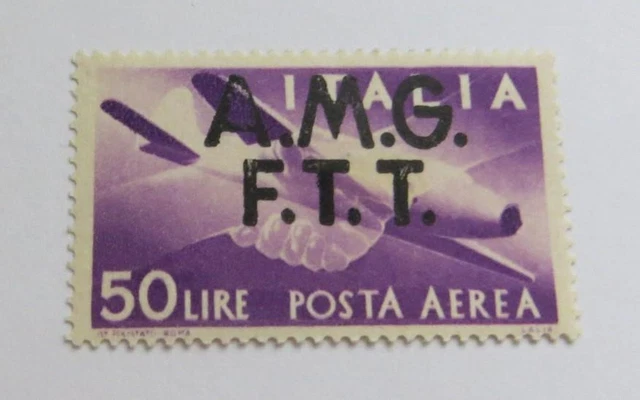 ITALIA
A.M.G.
F.T.T.
50 LIRE POSTA AEREA